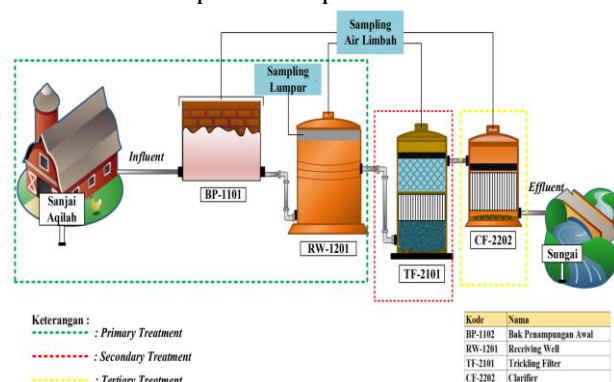 Sampling
Air Limbah
Sampling
Lumpur
Influent
Sanjai
Aqilah
BP-1101
RW-1201
TF-2101
CF-2202
Effluent
Sungai
Keterangan :
: Primary Treatment
: Secondary Treatment
: Tertiary Treatment
Kode Nama
BP-1102 Bak Penampungan Awal
RW-1201 Receiving Well
TF-2101 Trickling Filter
CF-2202 Clarifier